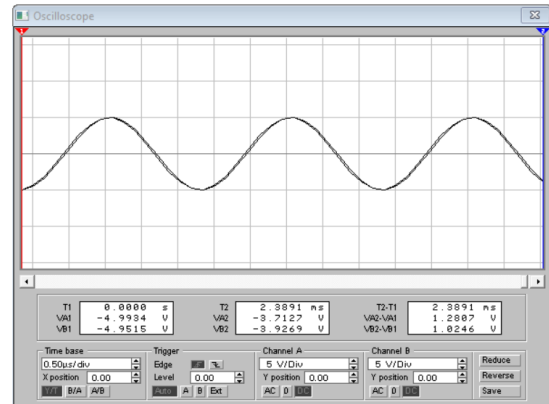 Oscilloscope
1 2
T1 0.0000 s T2 2.3891 ms T2-T1 2.3891 ms
VA1 -4.9934 V VA2 -3.7127 V VA2-VA1 1.2807 V
VB1 -4.9515 V VB2 -3.9269 V VB2-VB1 1.0246 V
Time base Trigger Channel A Channel B
0.50µs/div Edge 5 V/Div 5 V/Div Reduce
X position 0.00 Level 0.00 Y position 0.00 Y position 0.00 Reverse
Y/T B/A A/B Auto A B Ext AC 0 DC AC 0 DC Save